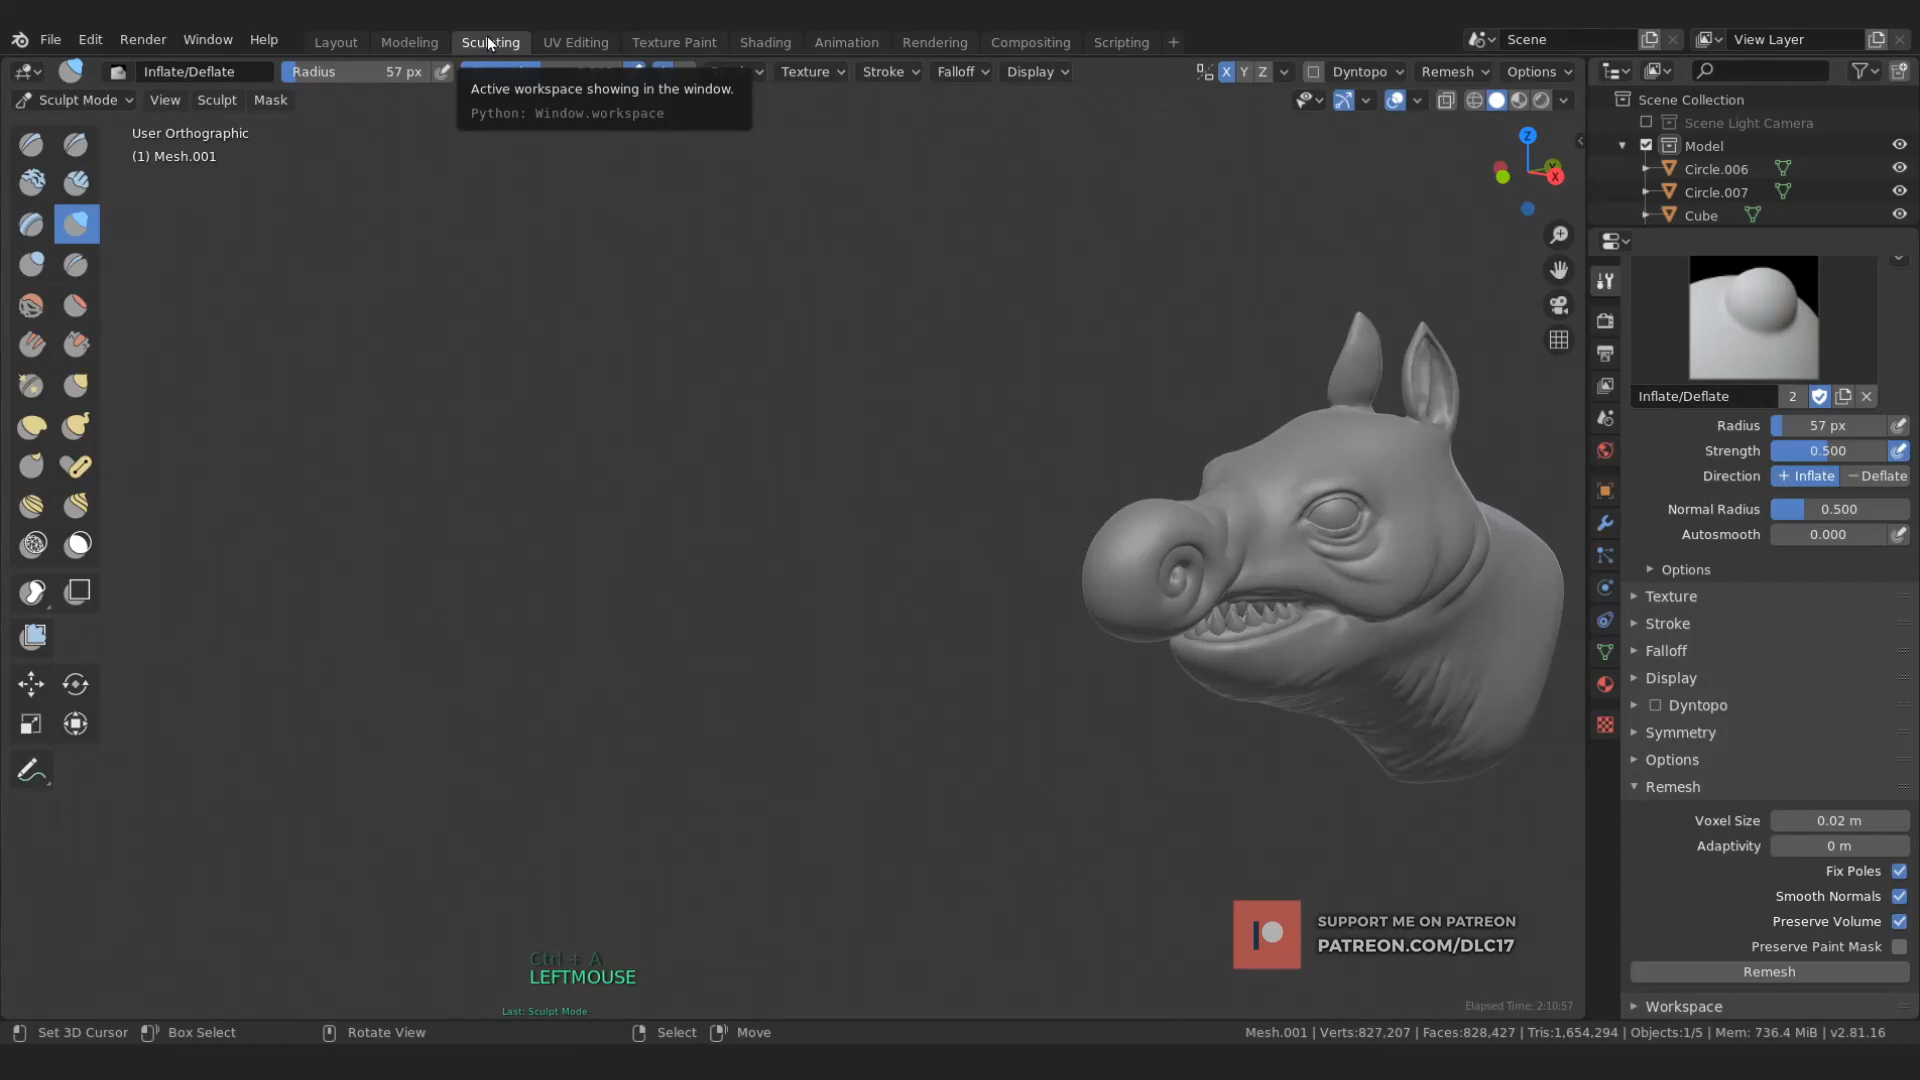 File Edit Render Window Help Layout Modeling Sculpting UV Editing Texture Paint Shading Animation Rendering Compositing Scripting + Scene View Layer
Inflate/Deflate Radius 57 px Texture Stroke Falloff Display X Y Z Dyntopo Remesh Options
Active workspace showing in the window.
Python: Window.workspace
Sculpt Mode View Sculpt Mask
User Orthographic
(1) Mesh.001
Z
Y
X
Scene Collection
Scene Light Camera
Model
Circle.006
Circle.007
Cube
Inflate/Deflate 2
Radius 57 px
Strength 0.500
Direction + Inflate — Deflate
Normal Radius 0.500
Autosmooth 0.000
Options
Texture
Stroke
Falloff
Display
Dyntopo
Symmetry
Options
Remesh
Voxel Size 0.02 m
Adaptivity 0 m
Fix Poles
Smooth Normals
Preserve Volume
Preserve Paint Mask
Remesh
Workspace
SUPPORT ME ON PATREON
PATREON.COM/DLC17
Ctrl + A
LEFTMOUSE
Last: Sculpt Mode
Elapsed Time: 2:10:57
Set 3D Cursor Box Select Rotate View Select Move Mesh.001 | Verts:827,207 | Faces:828,427 | Tris:1,654,294 | Objects:1/5 | Mem: 736.4 MiB | v2.81.16